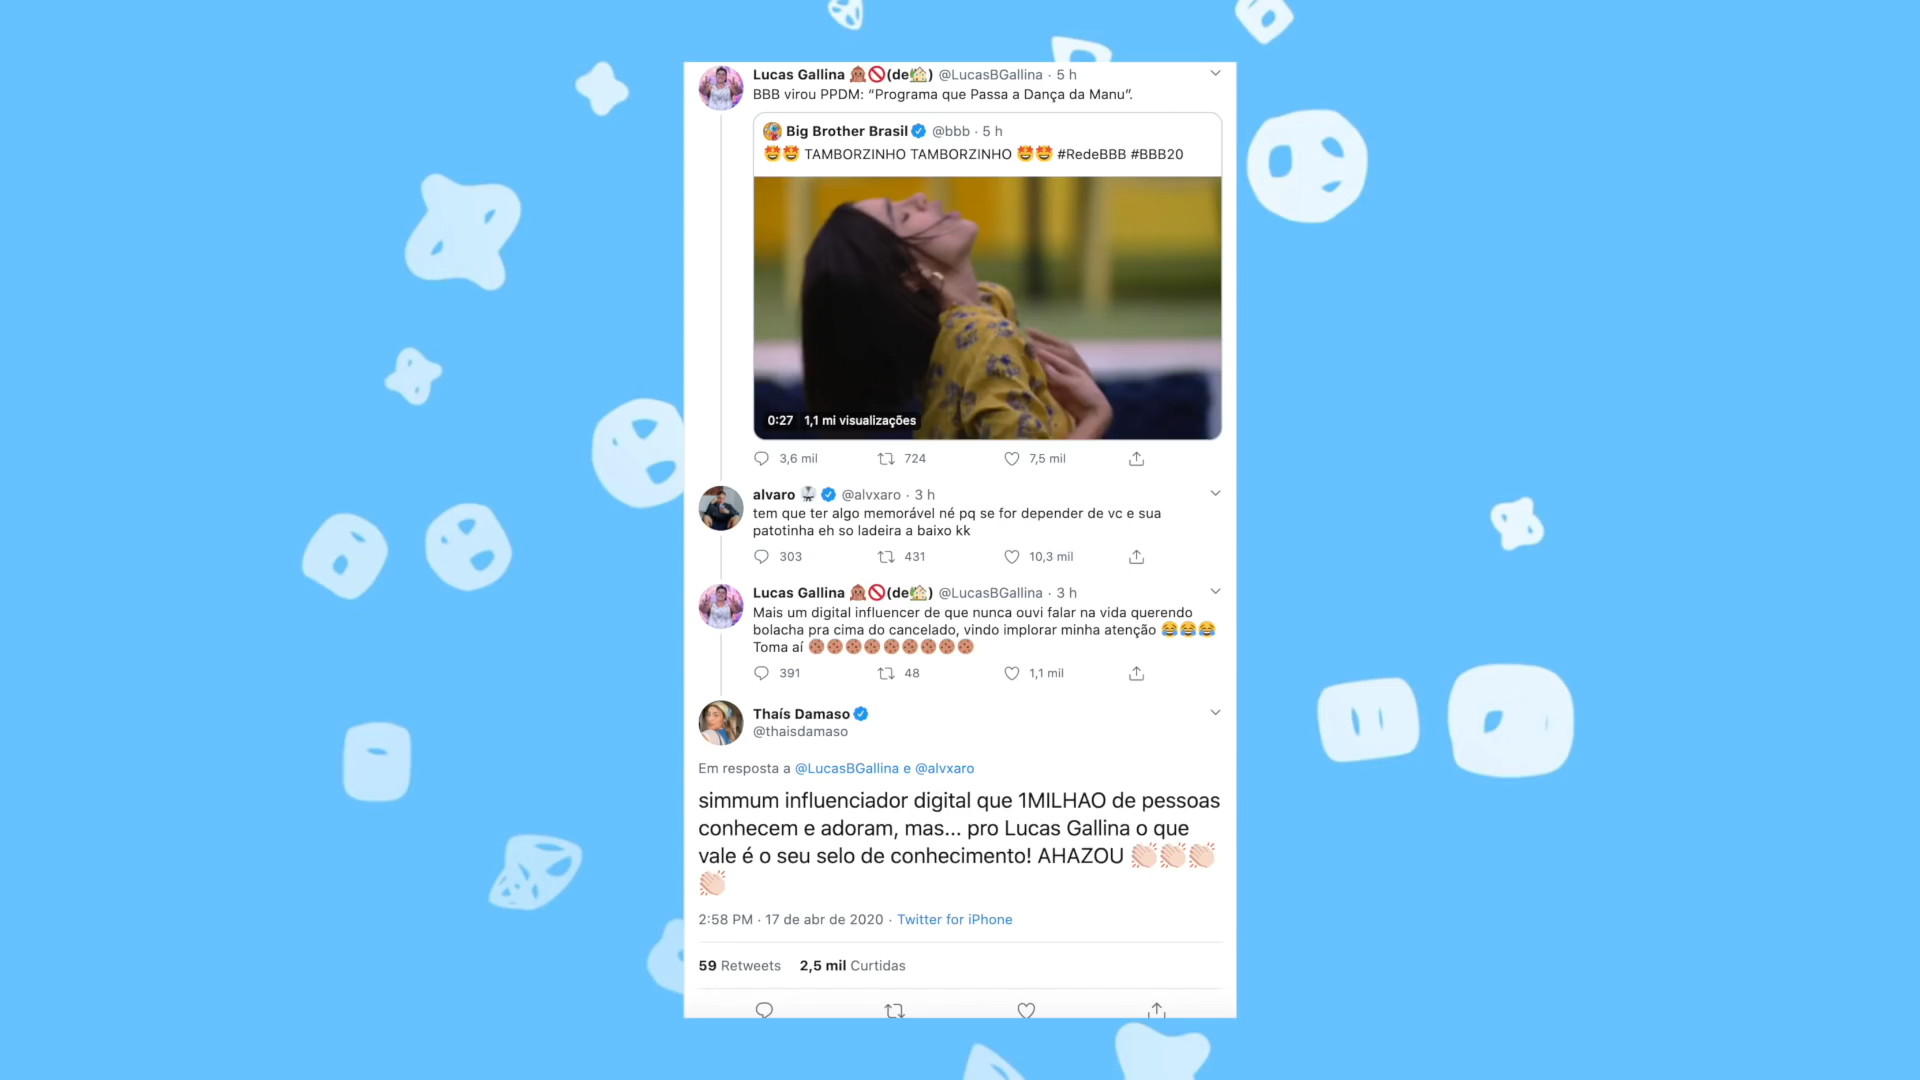 Lucas Gallina 🙉🚫(de🏡) @LucasBGallina · 5 h
BBB virou PPDM: “Programa que Passa a Dança da Manu”.
Big Brother Brasil @bbb · 5 h
🤩🤩 TAMBORZINHO TAMBORZINHO 🤩🤩 #RedeBBB #BBB20
0:27 1,1 mi visualizações
3,6 mil 724 7,5 mil
alvaro 🥋 @alvxaro · 3 h
tem que ter algo memorável né pq se for depender de vc e sua
patotinha eh so ladeira a baixo kk
303 431 10,3 mil
Lucas Gallina 🙉🚫(de🏡) @LucasBGallina · 3 h
Mais um digital influencer de que nunca ouvi falar na vida querendo
bolacha pra cima do cancelado, vindo implorar minha atenção 😂😂😂
Toma aí 🍪🍪🍪🍪🍪🍪🍪🍪🍪
391 48 1,1 mil
Thaís Damaso
@thaisdamaso
Em resposta a @LucasBGallina e @alvxaro
simmum influenciador digital que 1MILHAO de pessoas
conhecem e adoram, mas... pro Lucas Gallina o que
vale é o seu selo de conhecimento! AHAZOU 👏🏻👏🏻👏🏻
👏🏻
2:58 PM · 17 de abr de 2020 · Twitter for iPhone
59 Retweets 2,5 mil Curtidas